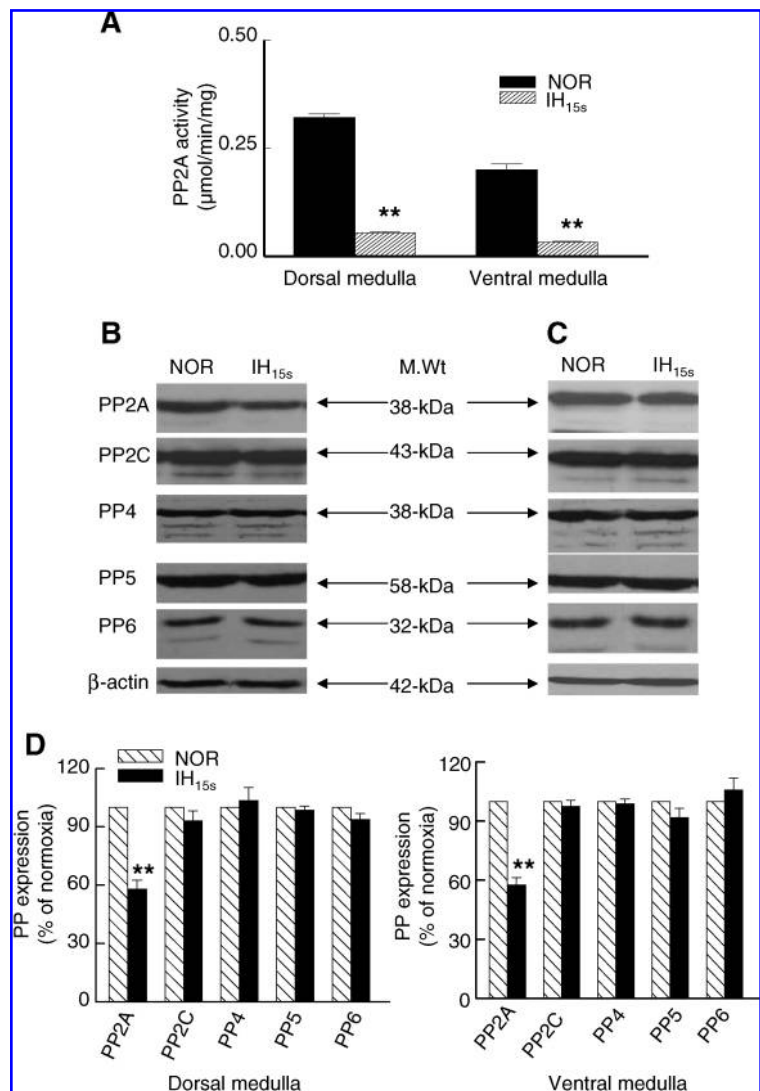 A
0.50
0.25
0.00
PP2A activity
(µmol/min/mg)
NOR
IH15s
**
**
Dorsal medulla
Ventral medulla
B
C
NOR IH15s M.Wt NOR IH15s
PP2A 38-kDa
PP2C 43-kDa
PP4 38-kDa
PP5 58-kDa
PP6 32-kDa
β-actin 42-kDa
D
NOR
IH15s
120
90
60
30
0
PP expression
(% of normoxia)
**
PP2A PP2C PP4 PP5 PP6
Dorsal medulla
120
90
60
30
0
PP expression
(% of normoxia)
**
PP2A PP2C PP4 PP5 PP6
Ventral medulla